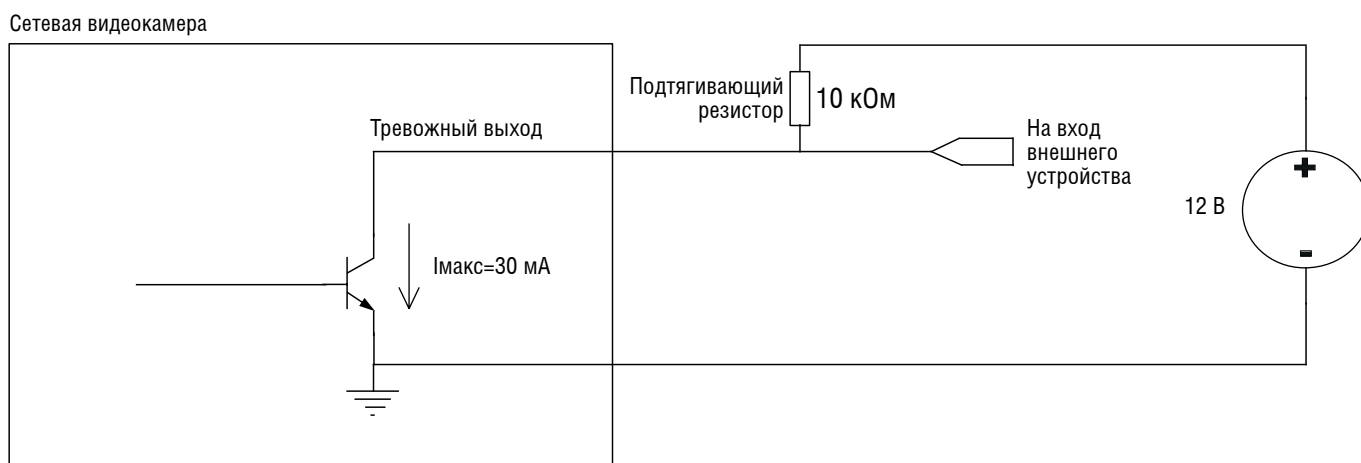 Сетевая видеокамера
Подтягивающий
резистор
10 кОм
Тревожный выход
На вход
внешнего
устройства
12 В
Iмакс=30 мА